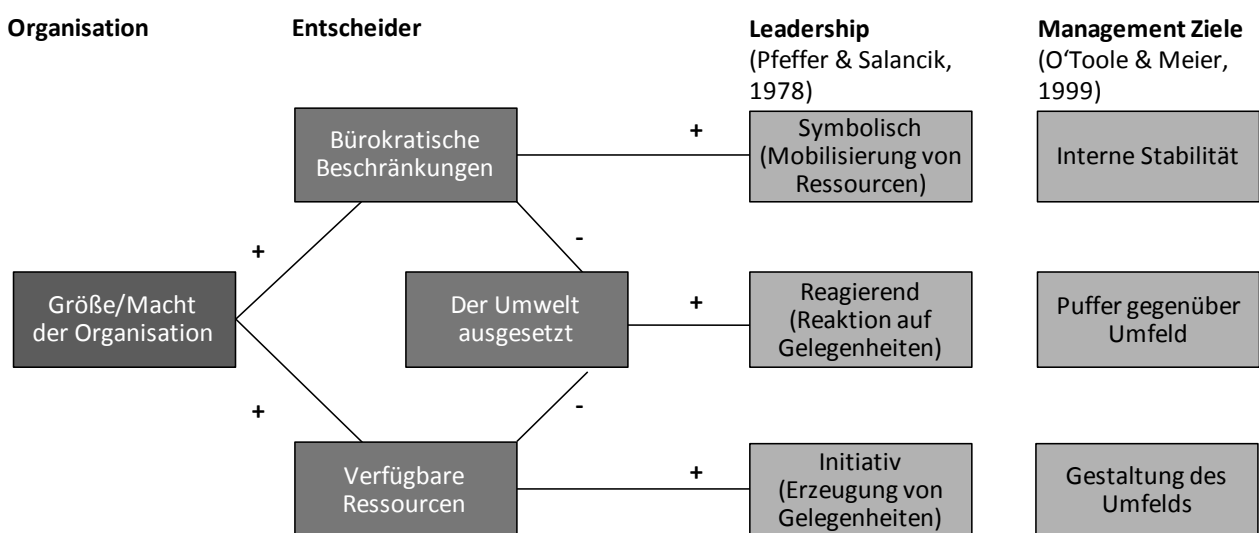 Organisation
Entscheider
Leadership
(Pfeffer & Salancik,
1978)
Management Ziele
(O'Toole & Meier,
1999)
Bürokratische
Beschränkungen
+
Symbolisch
(Mobilisierung von
Ressourcen)
Interne Stabilität
+
-
Größe/Macht
der Organisation
Der Umwelt
ausgesetzt
+
Reagierend
(Reaktion auf
Gelegenheiten)
Puffer gegenüber
Umfeld
+
-
Verfügbare
Ressourcen
+
Initiativ
(Erzeugung von
Gelegenheiten)
Gestaltung des
Umfelds